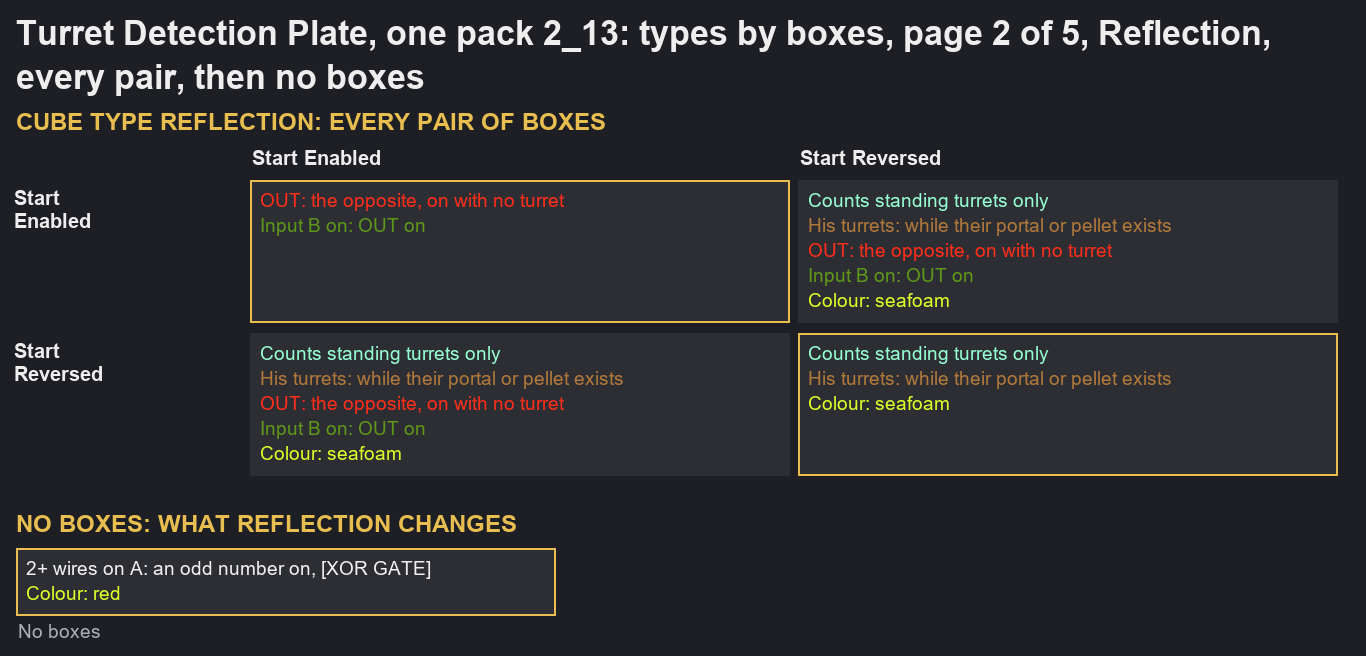 Turret Detection Plate, one pack 2_13: types by boxes, page 2 of 5, Reflection,
every pair, then no boxes
CUBE TYPE REFLECTION: EVERY PAIR OF BOXES
Start Enabled
Start Reversed
Start
Enabled
OUT: the opposite, on with no turret
Input B on: OUT on
Counts standing turrets only
His turrets: while their portal or pellet exists
OUT: the opposite, on with no turret
Input B on: OUT on
Colour: seafoam
Start
Reversed
Counts standing turrets only
His turrets: while their portal or pellet exists
OUT: the opposite, on with no turret
Input B on: OUT on
Colour: seafoam
Counts standing turrets only
His turrets: while their portal or pellet exists
Colour: seafoam
NO BOXES: WHAT REFLECTION CHANGES
2+ wires on A: an odd number on, [XOR GATE]
Colour: red
No boxes